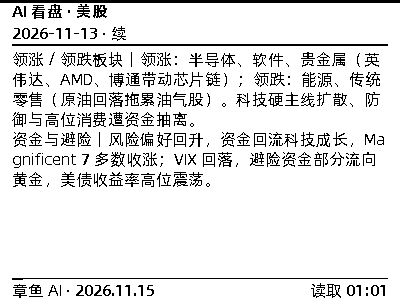 AI 看盘 · 美股
2026-11-13 · 续
领涨 / 领跌板块｜领涨：半导体、软件、贵金属（英
伟达、AMD、博通带动芯片链）；领跌：能源、传统
零售（原油回落拖累油气股）。科技硬主线扩散、防
御与高位消费遭资金抽离。
资金与避险｜风险偏好回升，资金回流科技成长，Ma
gnificent 7 多数收涨；VIX 回落，避险资金部分流向
黄金，美债收益率高位震荡。
章鱼 AI · 2026.11.15
读取 01:01